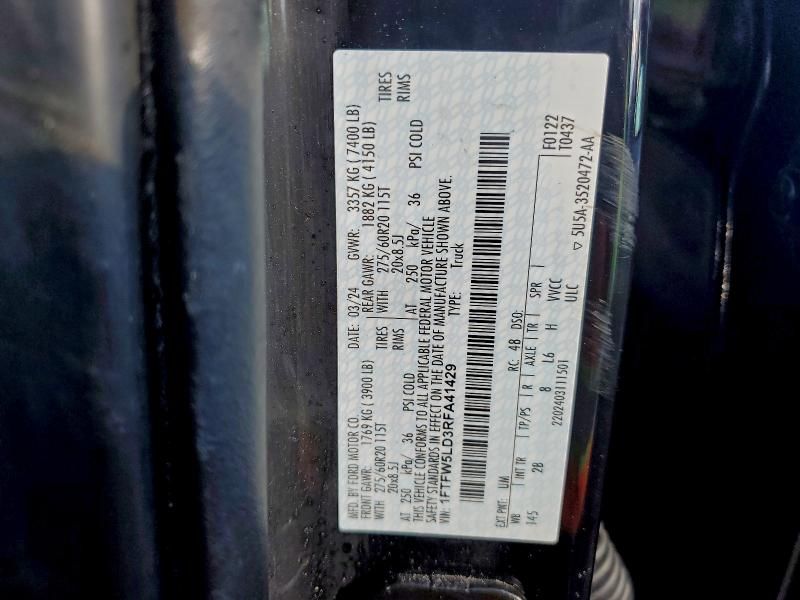 MFD. BY FORD MOTOR CO. DATE: 03/24 GVWR: 3357 KG ( 7400 LB)
FRONT GAWR: 1769 KG ( 3900 LB) REAR GAWR: 1882 KG ( 4150 LB)
WITH 275/60R20 115T TIRES WITH 275/60R20 115T TIRES
20x8.5J RIMS 20x8.5J RIMS
AT 250 kPa/ 36 PSI COLD AT 250 kPa/ 36 PSI COLD
THIS VEHICLE CONFORMS TO ALL APPLICABLE FEDERAL MOTOR VEHICLE
SAFETY STANDARDS IN EFFECT ON THE DATE OF MANUFACTURE SHOWN ABOVE.
VIN: 1FTFW5LD3RFA41429 TYPE: Truck
EXT PNT: UM RC: 48 DSO: F0122
WB INT TR TP/PS R AXLE TR SPR T0437
145 2B 8 L6 H VVCC
2202403111501 ULC ▽ 5U5A-3520472-AA